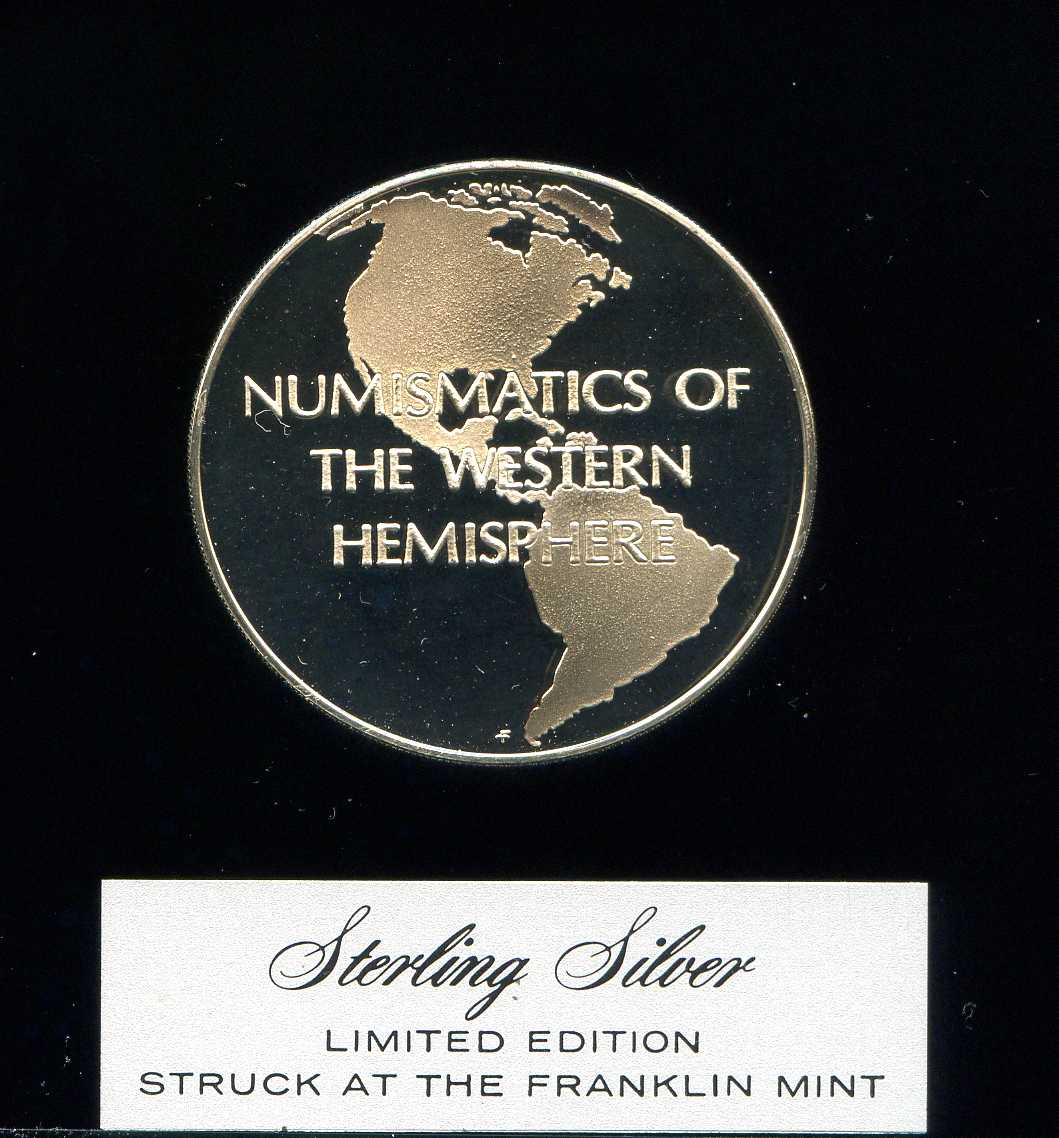 NUMISMATICS OF
THE WESTERN
HEMISPHERE
Sterling Silver
LIMITED EDITION
STRUCK AT THE FRANKLIN MINT